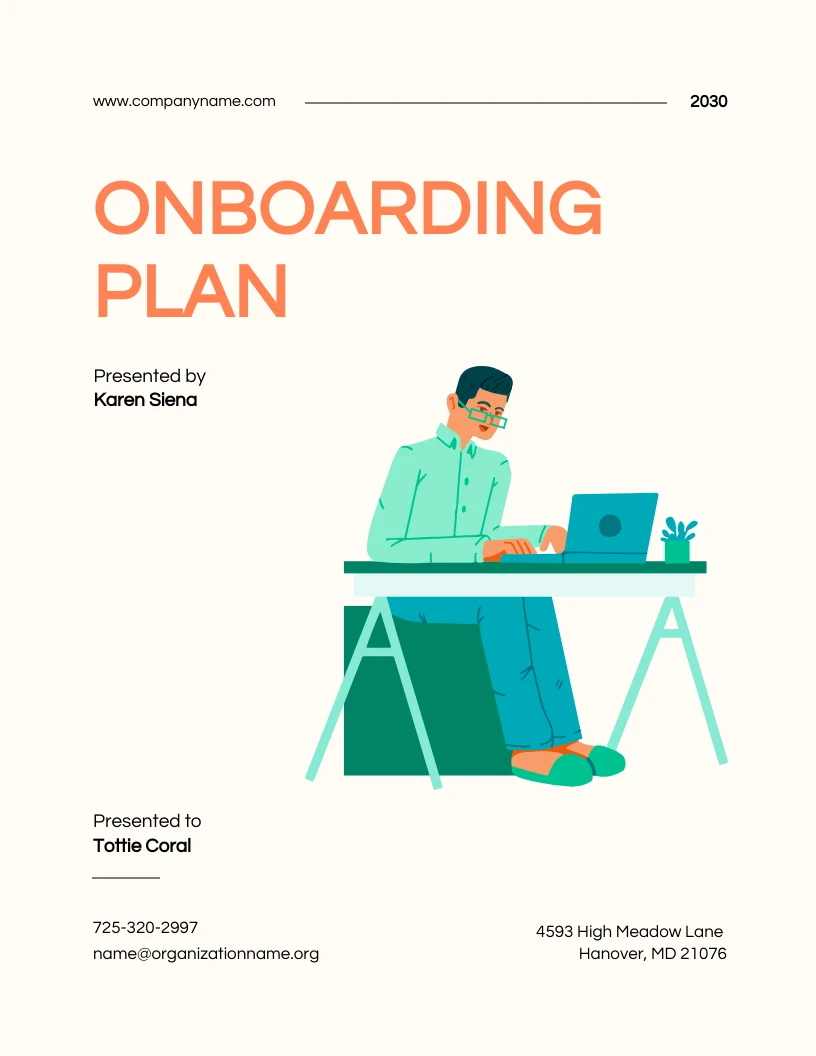 www.companyname.com
2030
ONBOARDING
PLAN
Presented by
Karen Siena
Presented to
Tottie Coral
725-320-2997
name@organizationname.org
4593 High Meadow Lane
Hanover, MD 21076